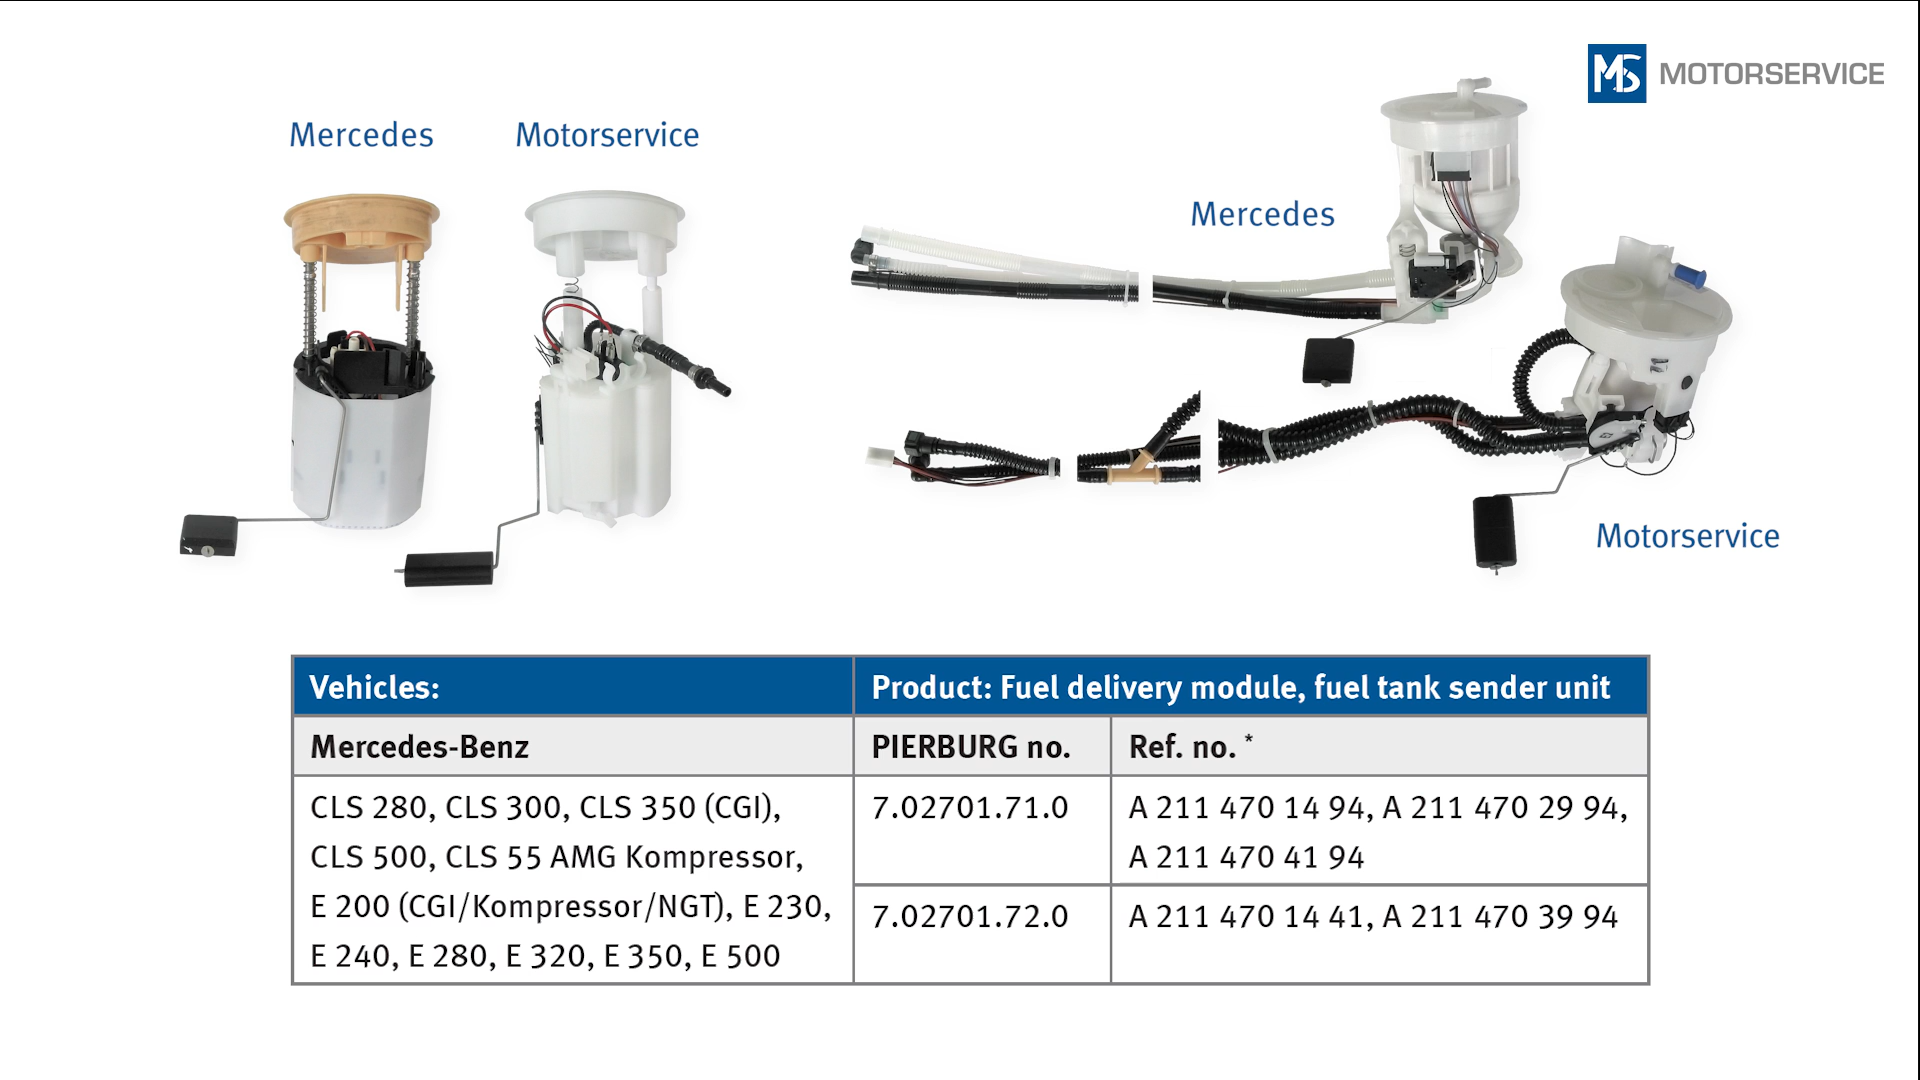 MS MOTORSERVICE
Mercedes
Motorservice
Mercedes
Motorservice
Vehicles:
Product: Fuel delivery module, fuel tank sender unit
Mercedes-Benz
PIERBURG no.
Ref. no. *
CLS 280, CLS 300, CLS 350 (CGI),
CLS 500, CLS 55 AMG Kompressor,
E 200 (CGI/Kompressor/NGT), E 230,
E 240, E 280, E 320, E 350, E 500
7.02701.71.0
A 211 470 14 94, A 211 470 29 94,
A 211 470 41 94
7.02701.72.0
A 211 470 14 41, A 211 470 39 94